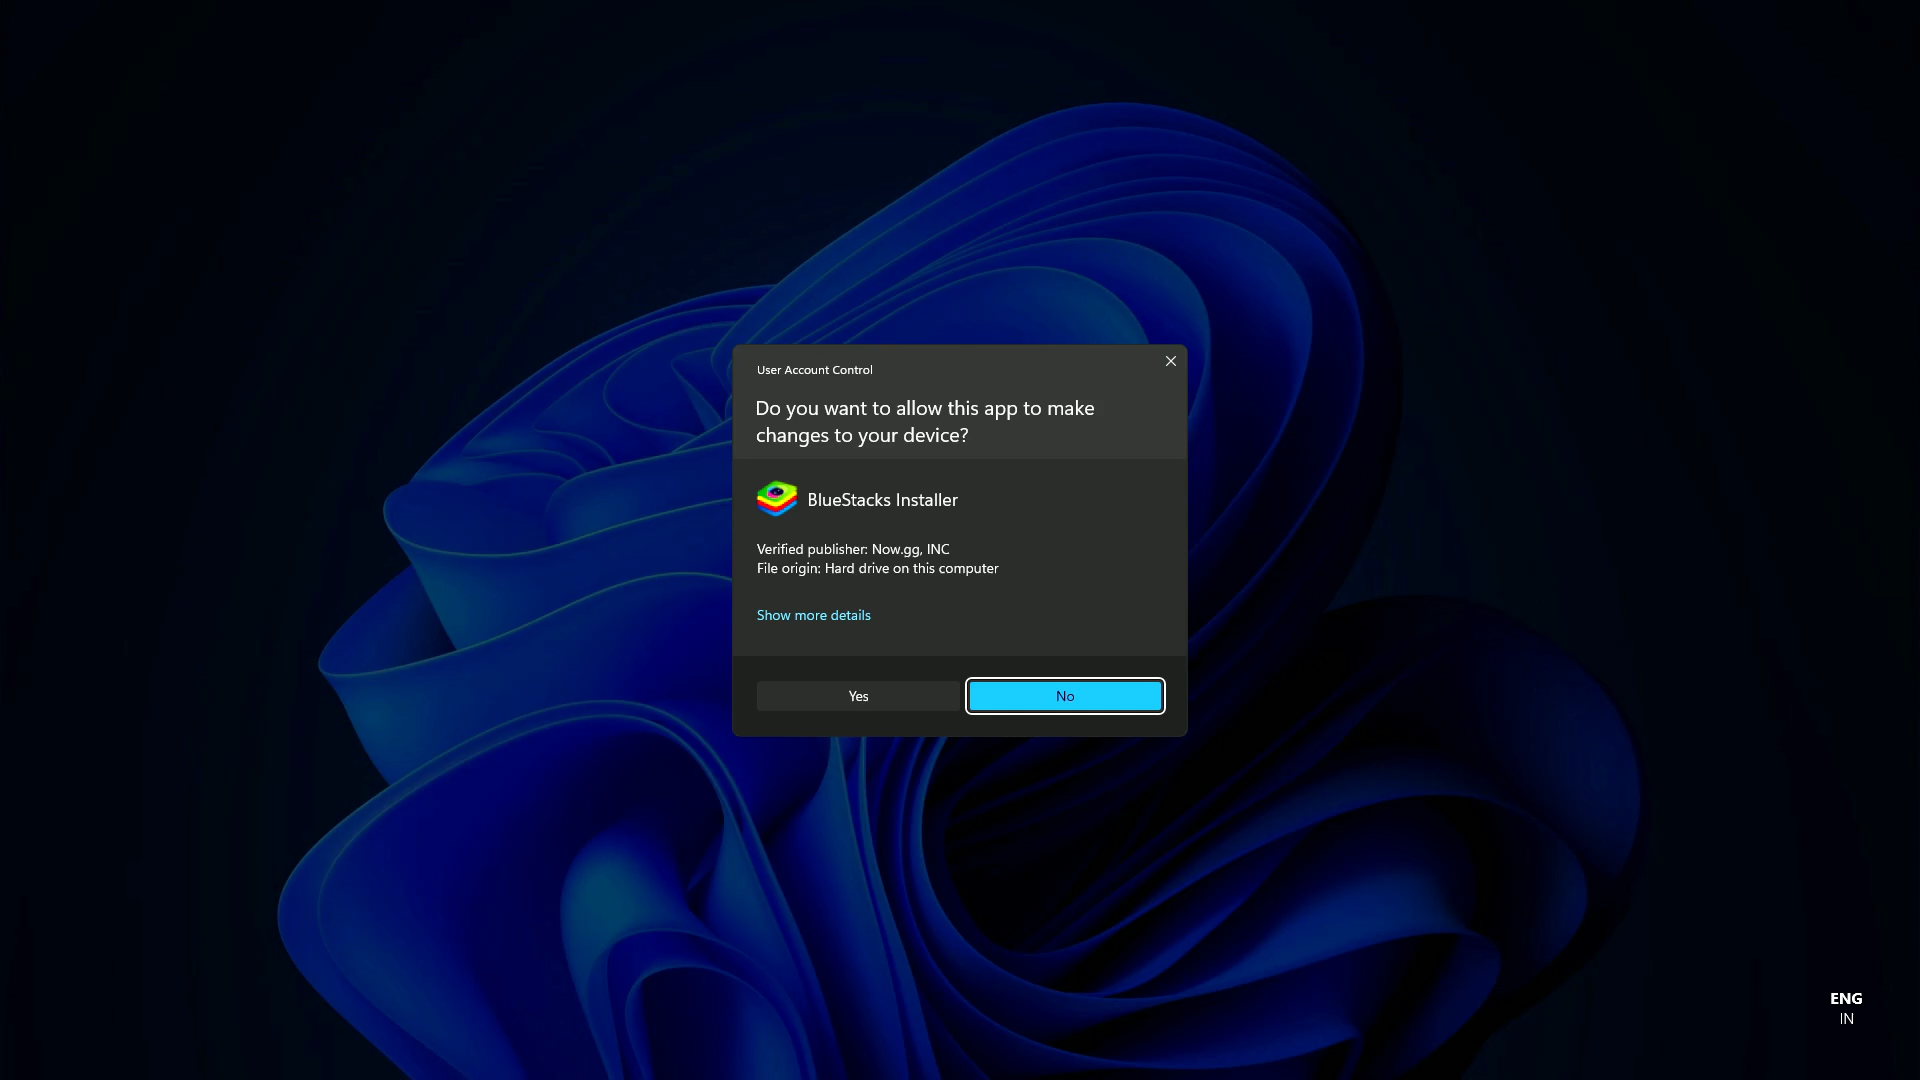 User Account Control
Do you want to allow this app to make
changes to your device?
BlueStacks Installer
Verified publisher: Now.gg, INC
File origin: Hard drive on this computer
Show more details
Yes
No
ENG
IN